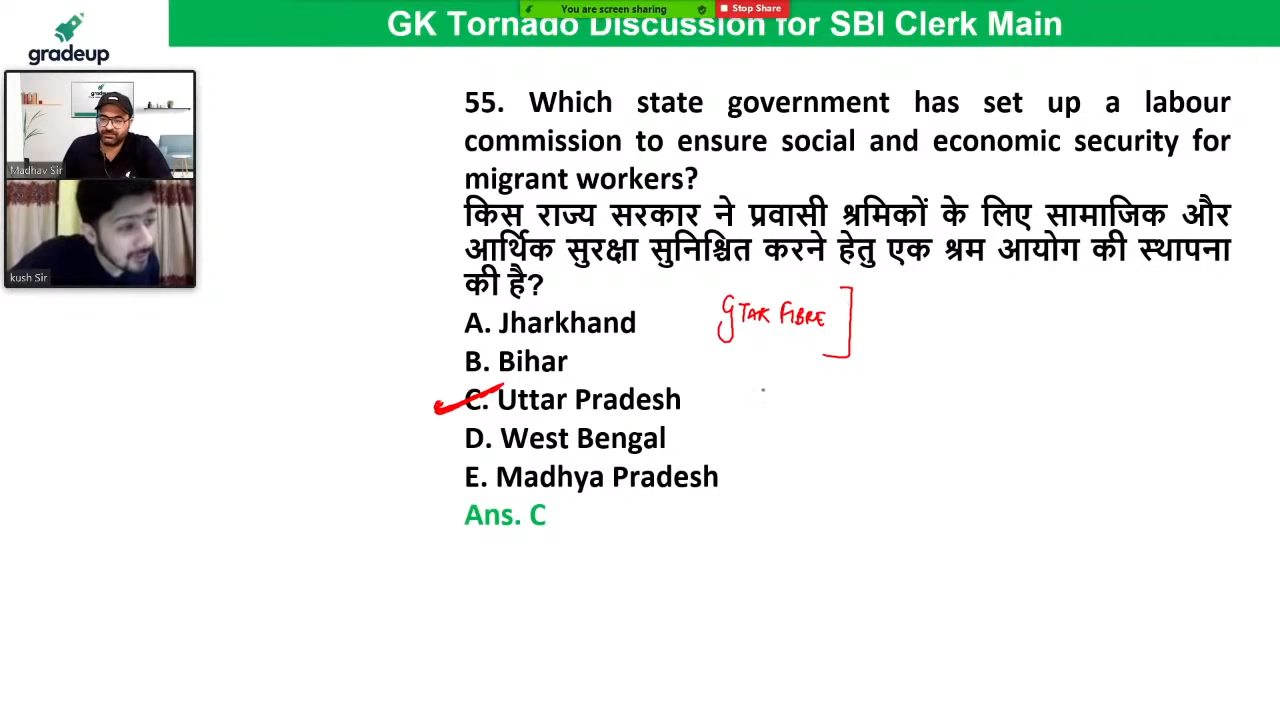 You are screen sharing
Stop Share
GK Tornado Discussion for SBI Clerk Main
gradeup
Madhav Sir
kush Sir
55. Which state government has set up a labour
commission to ensure social and economic security for
migrant workers?
किस राज्य सरकार ने प्रवासी श्रमिकों के लिए सामाजिक और
आर्थिक सुरक्षा सुनिश्चित करने हेतु एक श्रम आयोग की स्थापना
की है?
A. Jharkhand
GTAK FIBRE
B. Bihar
C. Uttar Pradesh
D. West Bengal
E. Madhya Pradesh
Ans. C